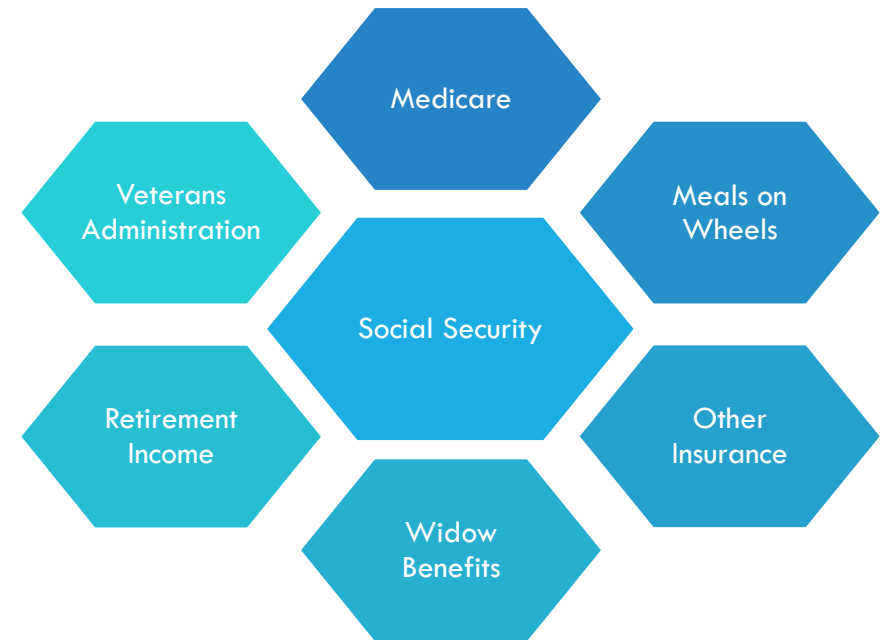 Medicare
Veterans
Administration
Meals on
Wheels
Social Security
Retirement
Income
Other
Insurance
Widow
Benefits